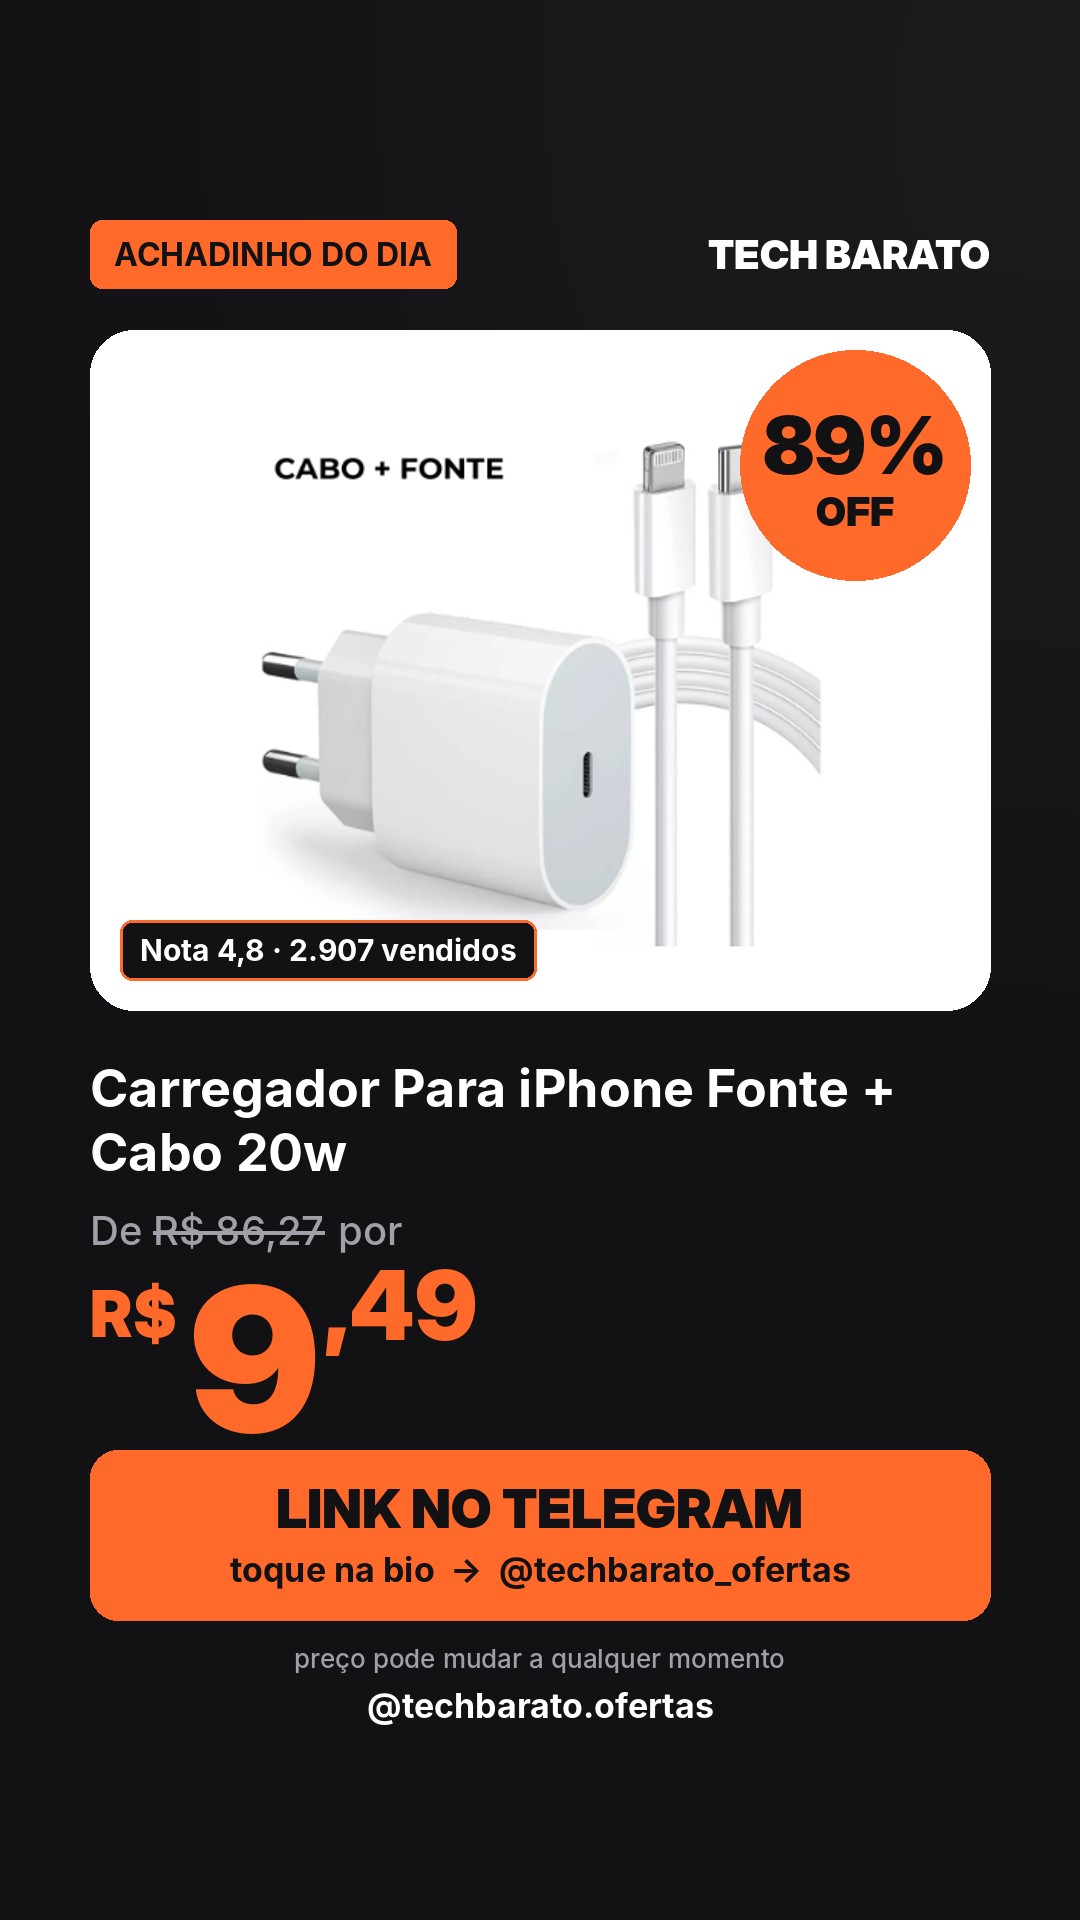 ACHADINHO DO DIA
TECH BARATO
89%
OFF
CABO + FONTE
Nota 4,8 · 2.907 vendidos
Carregador Para iPhone Fonte +
Cabo 20w
De R$ 86,27 por
R$ 9,49
LINK NO TELEGRAM
toque na bio → @techbarato_ofertas
preço pode mudar a qualquer momento
@techbarato.ofertas